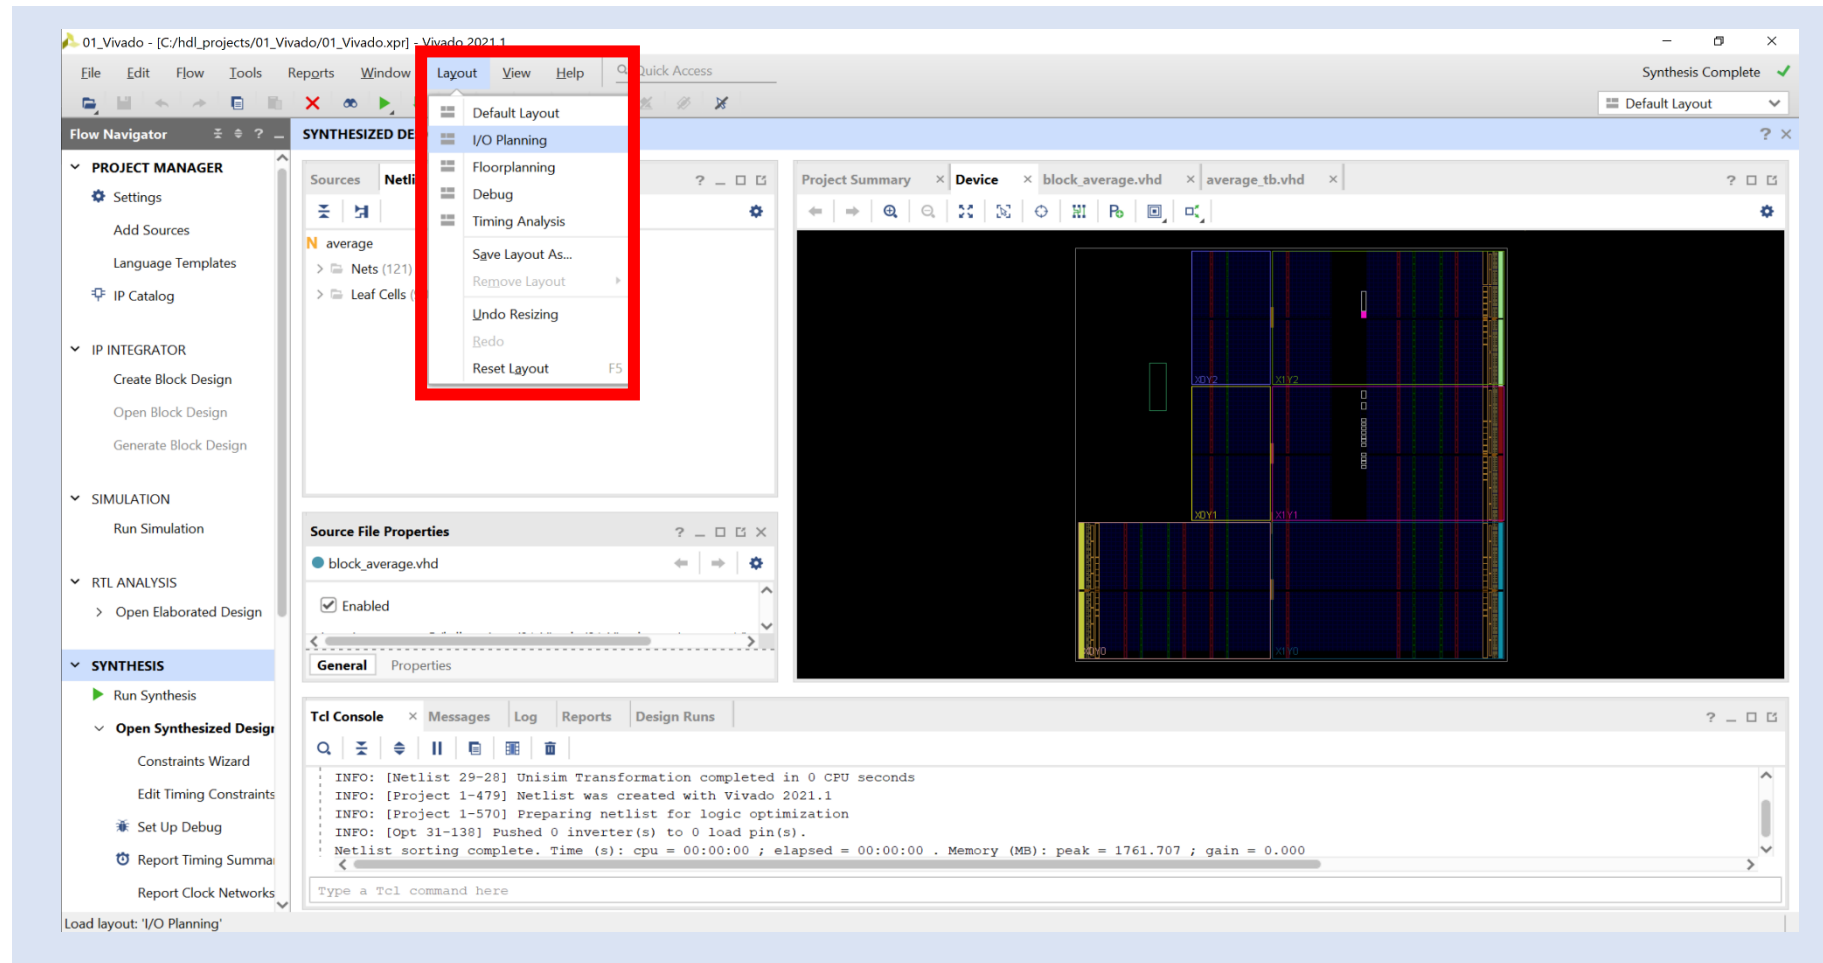 01_Vivado - [C:/hdl_projects/01_Vivado/01_Vivado.xpr] - Vivado 2021.1
File Edit Flow Tools Reports Window Layout View Help Quick Access
Synthesis Complete
Default Layout
Flow Navigator
PROJECT MANAGER
Settings
Add Sources
Language Templates
IP Catalog
IP INTEGRATOR
Create Block Design
Open Block Design
Generate Block Design
SIMULATION
Run Simulation
RTL ANALYSIS
Open Elaborated Design
SYNTHESIS
Run Synthesis
Open Synthesized Design
Constraints Wizard
Edit Timing Constraints
Set Up Debug
Report Timing Summa
Report Clock Networks
SYNTHESIZED DE
Default Layout
I/O Planning
Floorplanning
Debug
Timing Analysis
Save Layout As...
Remove Layout
Undo Resizing
Redo
Reset Layout F5
Sources Netli
N average
Nets (121)
Leaf Cells
Source File Properties
block_average.vhd
Enabled
General Properties
Project Summary Device block_average.vhd average_tb.vhd
X0Y2 X1Y2
X0Y1 X1Y1
X0Y0 X1Y0
Tcl Console Messages Log Reports Design Runs
INFO: [Netlist 29-28] Unisim Transformation completed in 0 CPU seconds
INFO: [Project 1-479] Netlist was created with Vivado 2021.1
INFO: [Project 1-570] Preparing netlist for logic optimization
INFO: [Opt 31-138] Pushed 0 inverter(s) to 0 load pin(s).
Netlist sorting complete. Time (s): cpu = 00:00:00 ; elapsed = 00:00:00 . Memory (MB): peak = 1761.707 ; gain = 0.000
Type a Tcl command here
Load layout: 'I/O Planning'